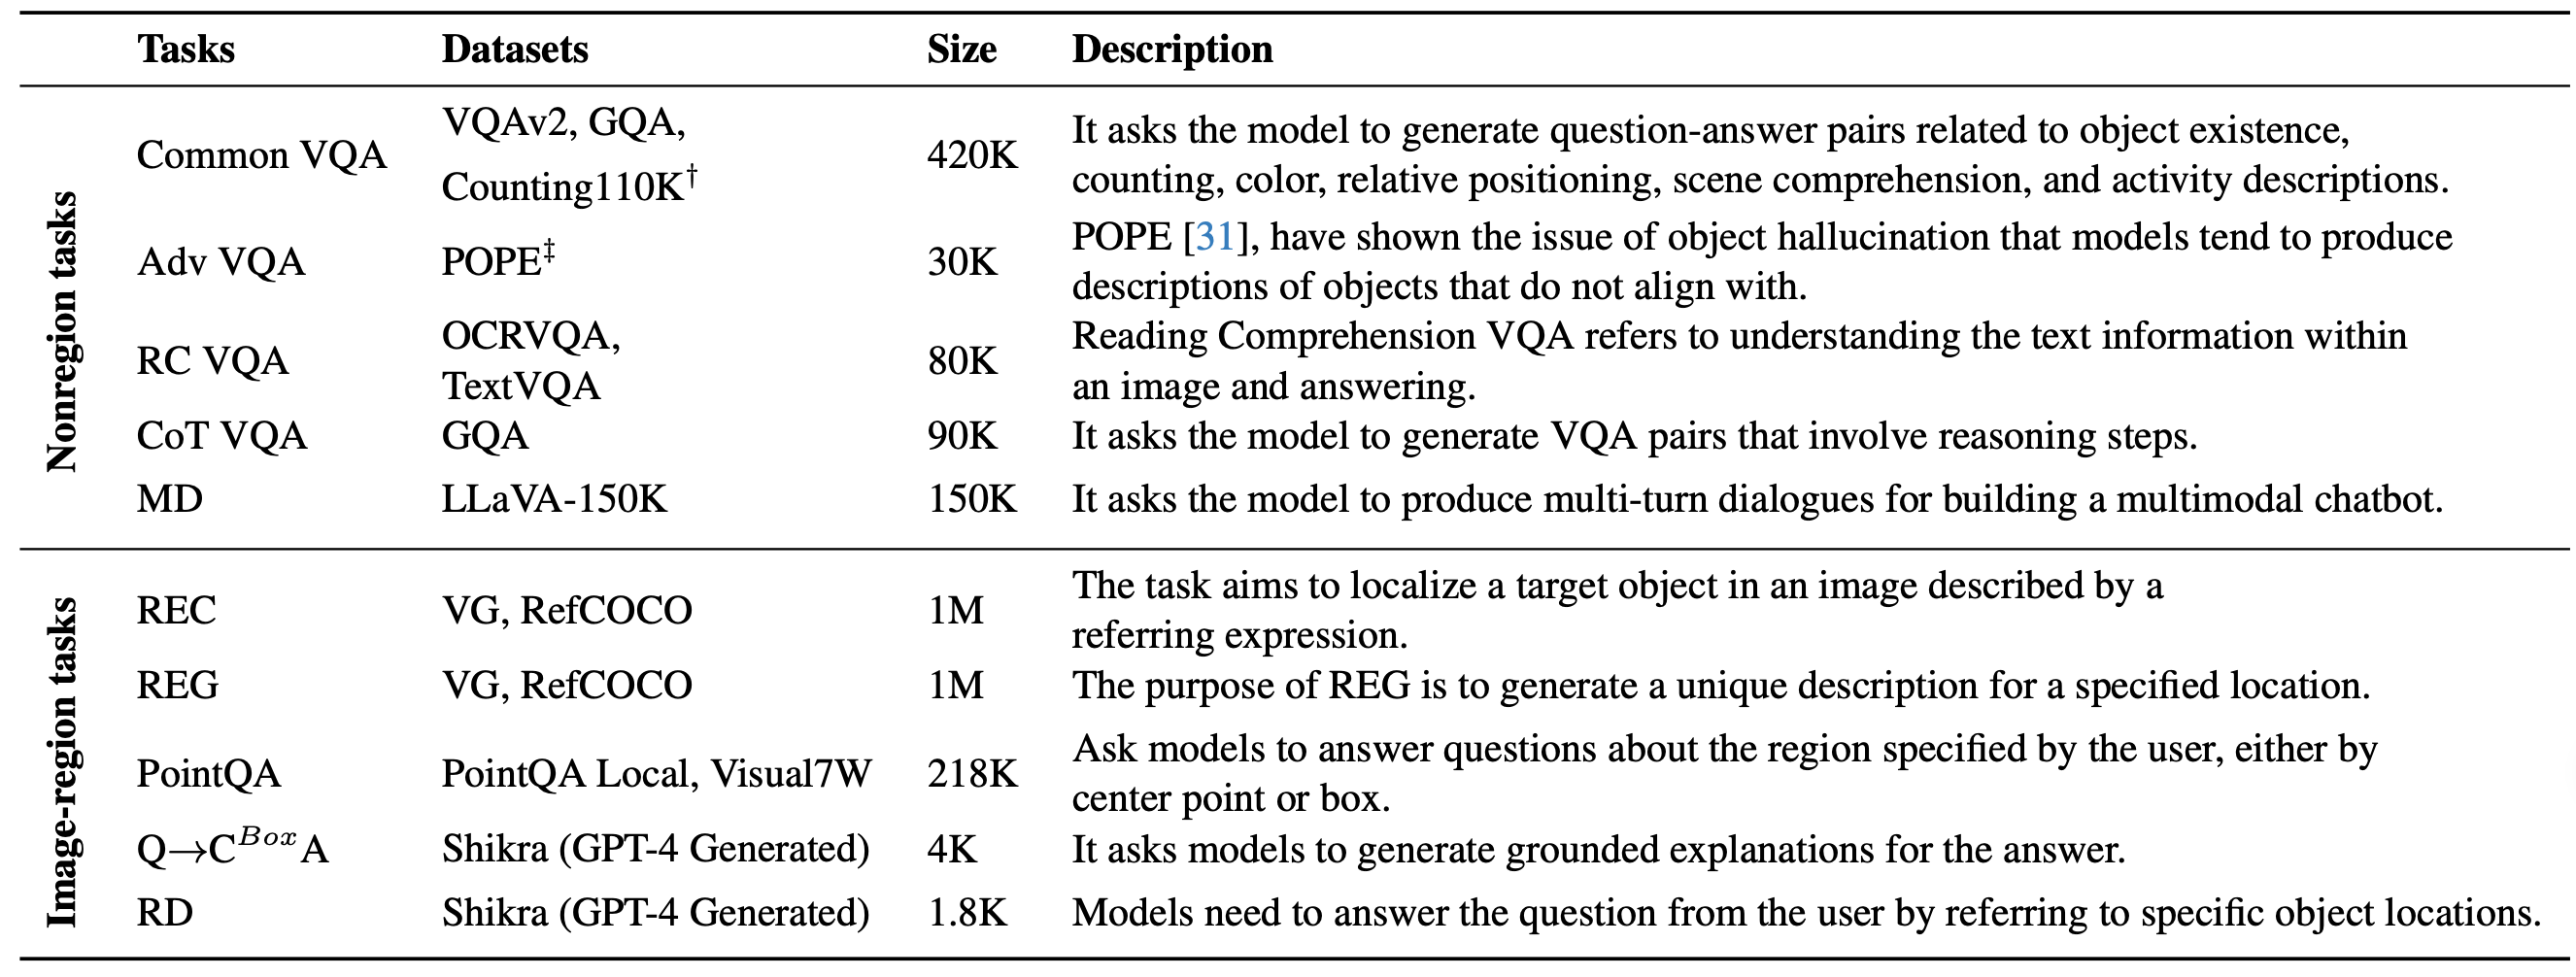 Tasks Datasets Size Description
Nonregion tasks
Common VQA VQAv2, GQA, Counting110K† 420K It asks the model to generate question-answer pairs related to object existence,
counting, color, relative positioning, scene comprehension, and activity descriptions.
Adv VQA POPE‡ 30K POPE [31], have shown the issue of object hallucination that models tend to produce
descriptions of objects that do not align with.
RC VQA OCRVQA, TextVQA 80K Reading Comprehension VQA refers to understanding the text information within
an image and answering.
CoT VQA GQA 90K It asks the model to generate VQA pairs that involve reasoning steps.
MD LLaVA-150K 150K It asks the model to produce multi-turn dialogues for building a multimodal chatbot.
Image-region tasks
REC VG, RefCOCO 1M The task aims to localize a target object in an image described by a
referring expression.
REG VG, RefCOCO 1M The purpose of REG is to generate a unique description for a specified location.
PointQA PointQA Local, Visual7W 218K Ask models to answer questions about the region specified by the user, either by
center point or box.
Q→C^Box A Shikra (GPT-4 Generated) 4K It asks models to generate grounded explanations for the answer.
RD Shikra (GPT-4 Generated) 1.8K Models need to answer the question from the user by referring to specific object locations.